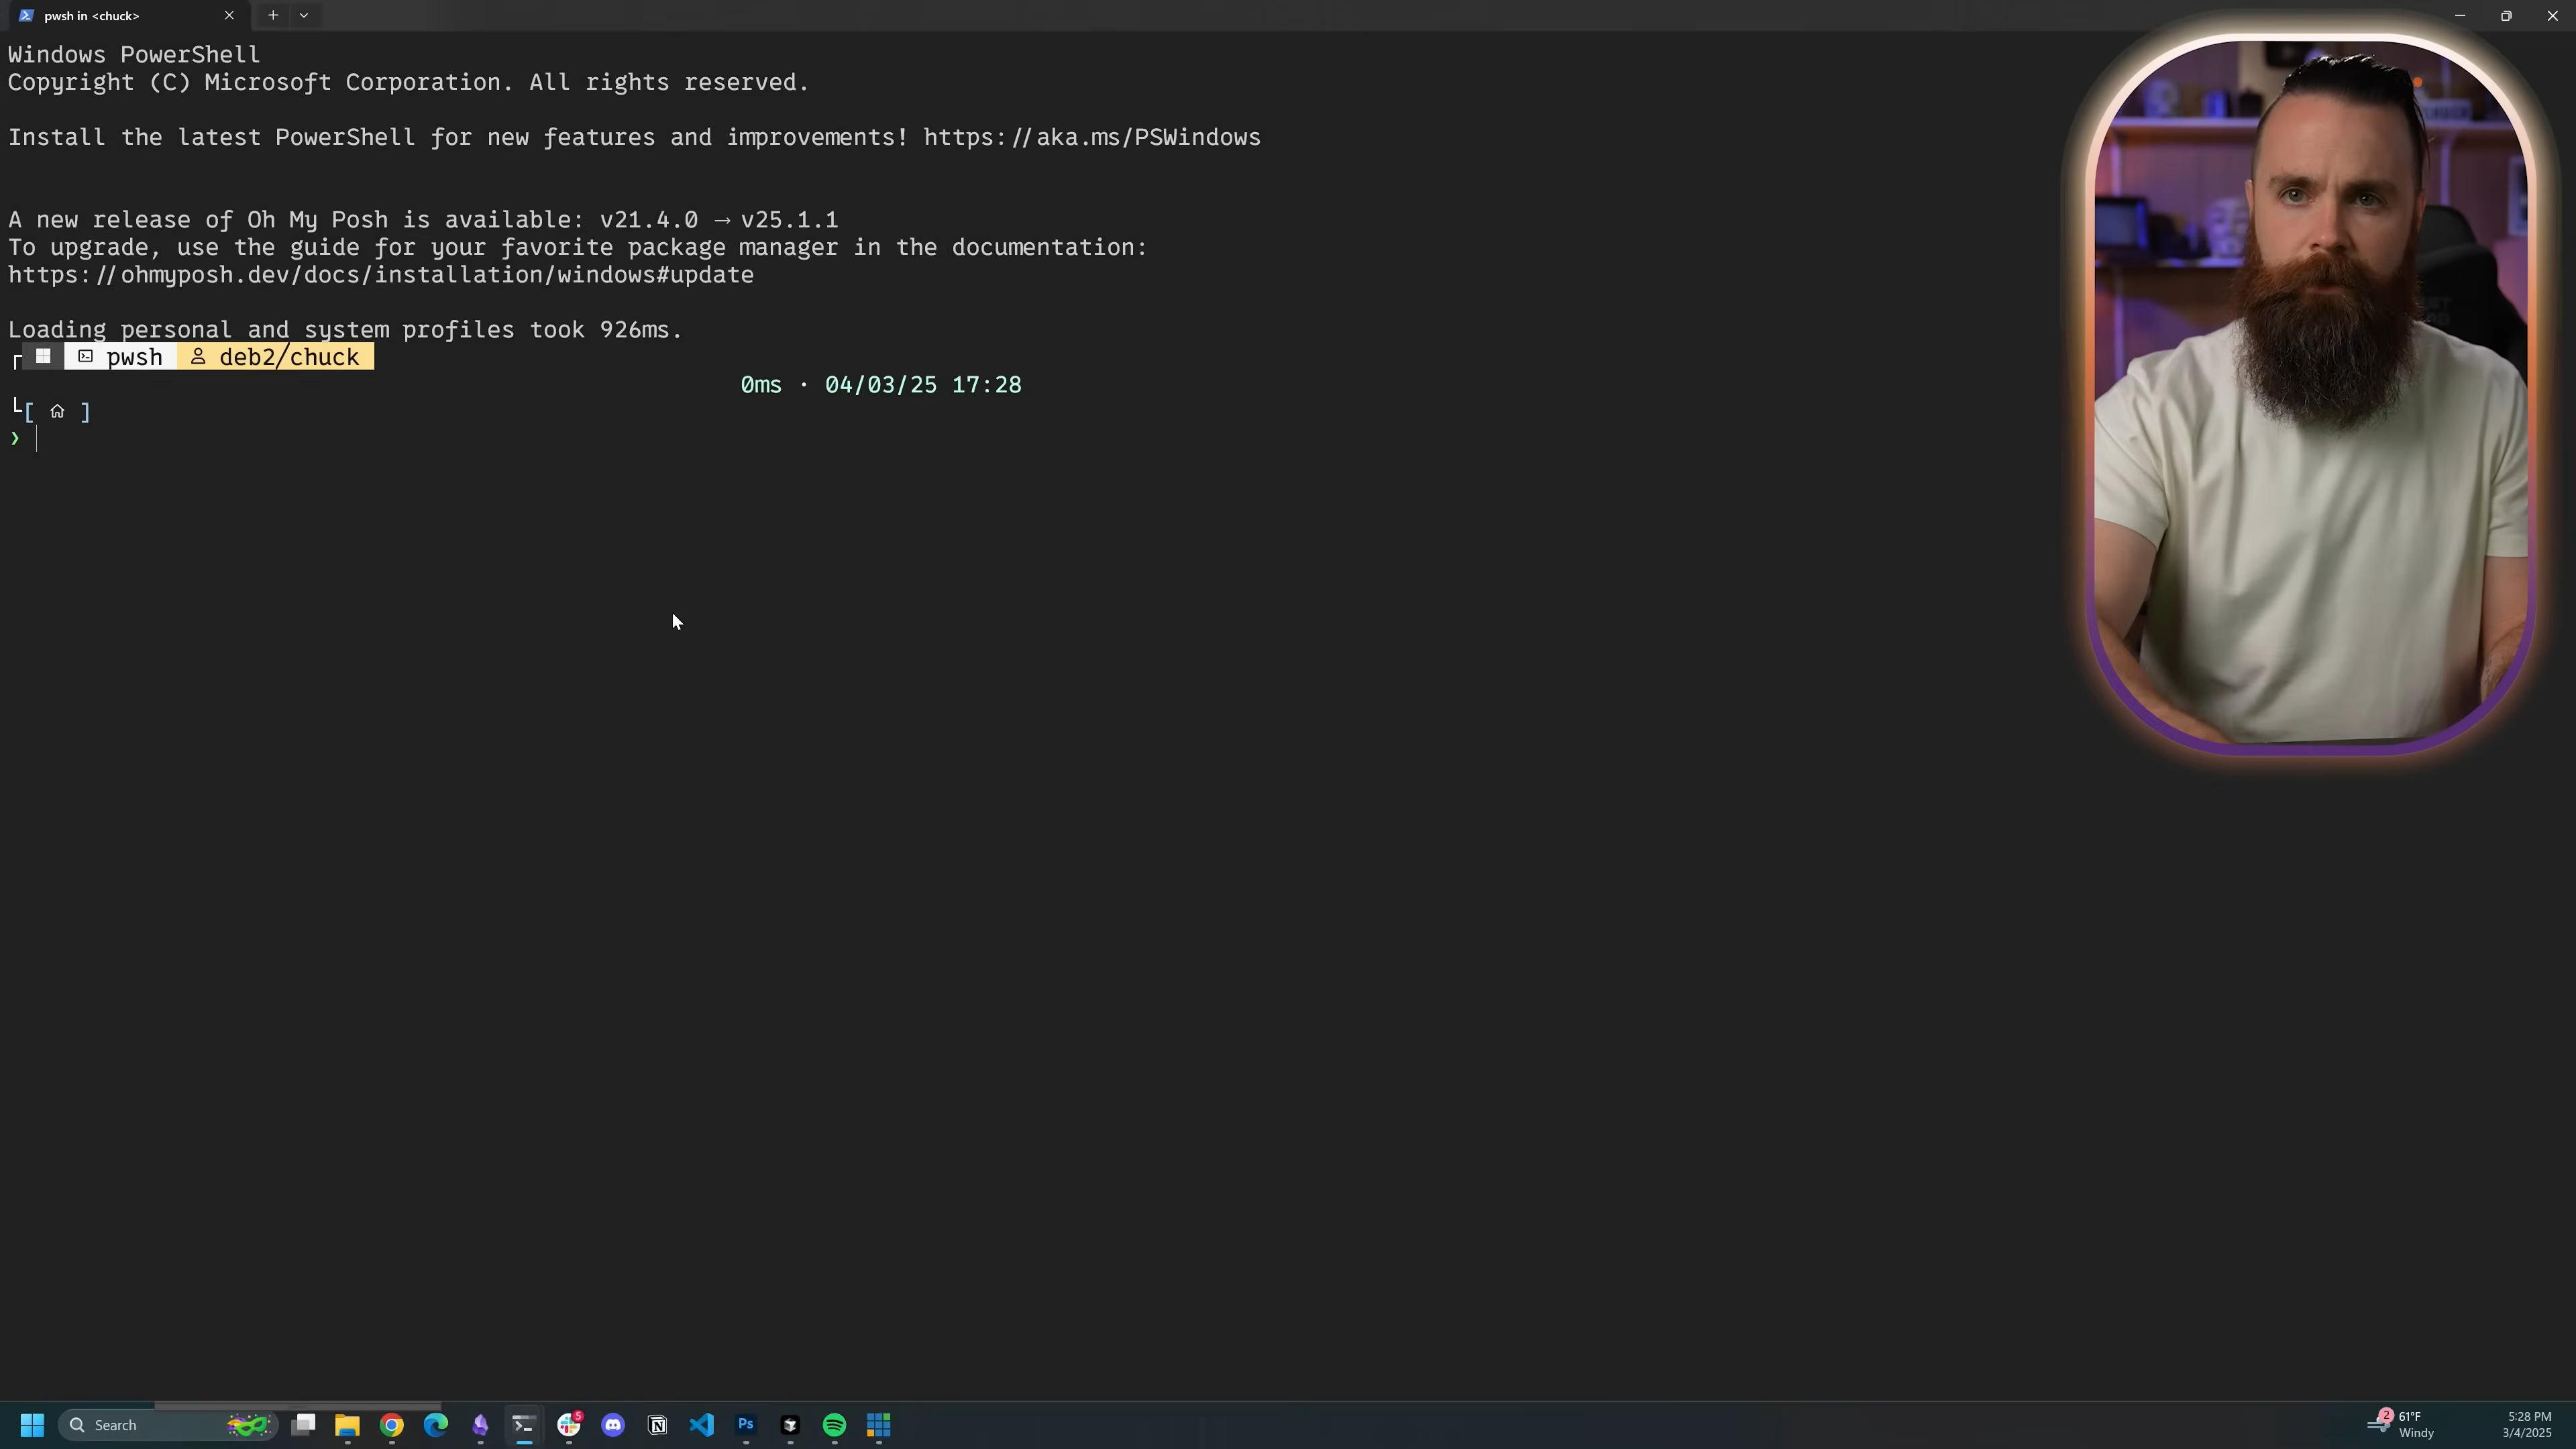 pwsh in <chuck>
Windows PowerShell
Copyright (C) Microsoft Corporation. All rights reserved.
Install the latest PowerShell for new features and improvements! https://aka.ms/PSWindows
A new release of Oh My Posh is available: v21.4.0 → v25.1.1
To upgrade, use the guide for your favorite package manager in the documentation:
https://ohmyposh.dev/docs/installation/windows#update
Loading personal and system profiles took 926ms.
pwsh deb2/chuck
0ms · 04/03/25 17:28
[ ]
❯
Search
5
Ps
2
61°F
Windy
5:28 PM
3/4/2025